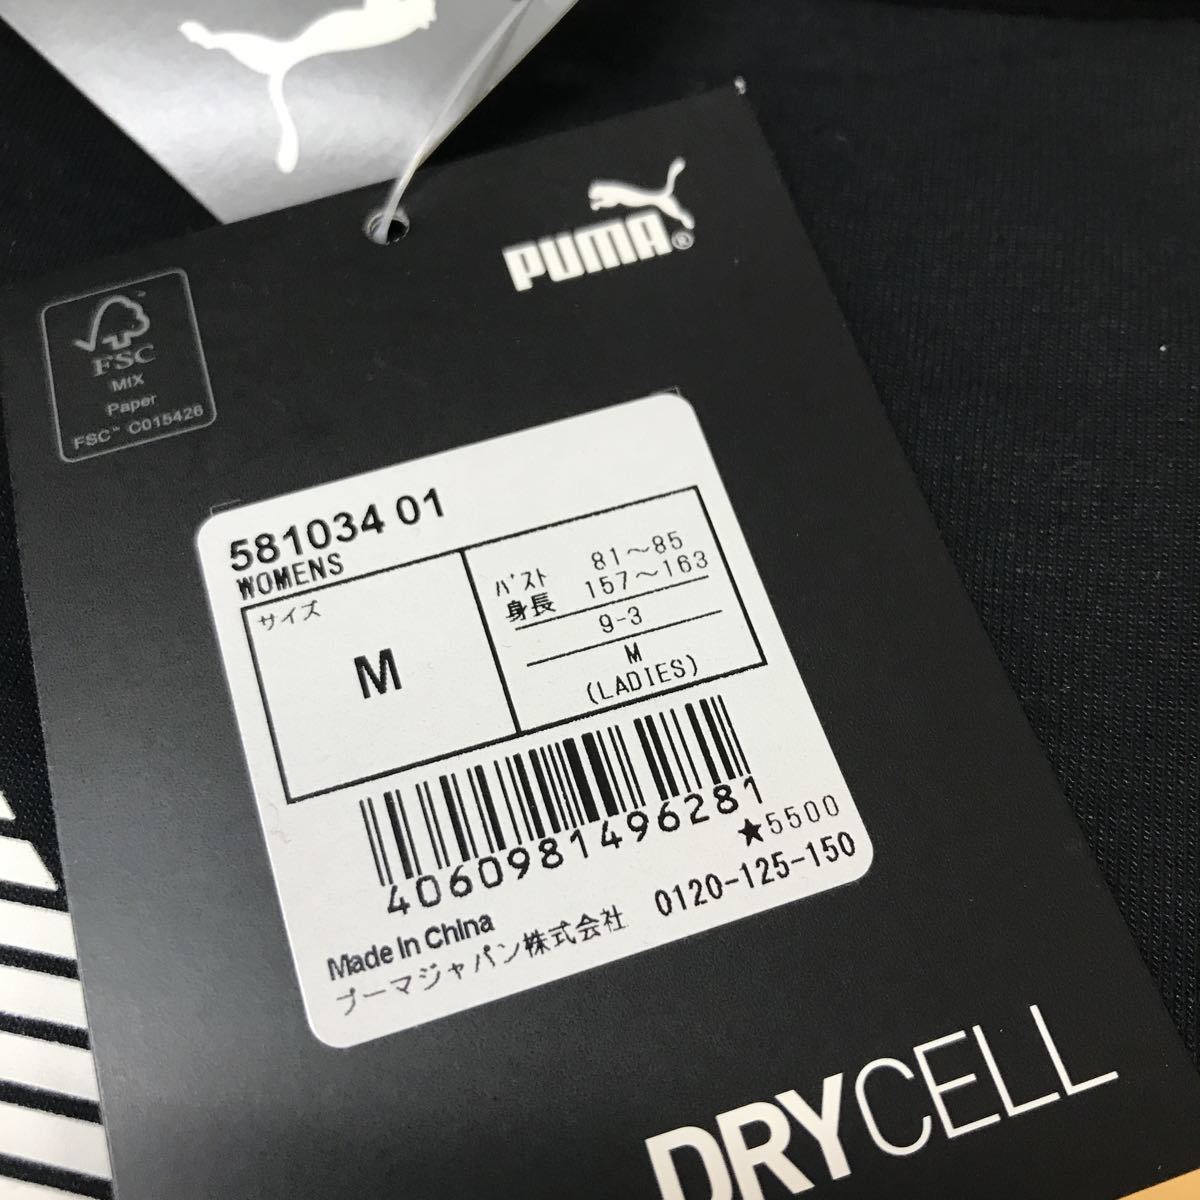 PUMA®
FSC
MIX
Paper
FSC™ C015426
581034 01
WOMENS
サイズ
M
バスト 81～85
身長 157～163
9-3
M
(LADIES)
4060981496281
★5500
Made In China
プーマジャパン株式会社 0120-125-150
DRYCELL